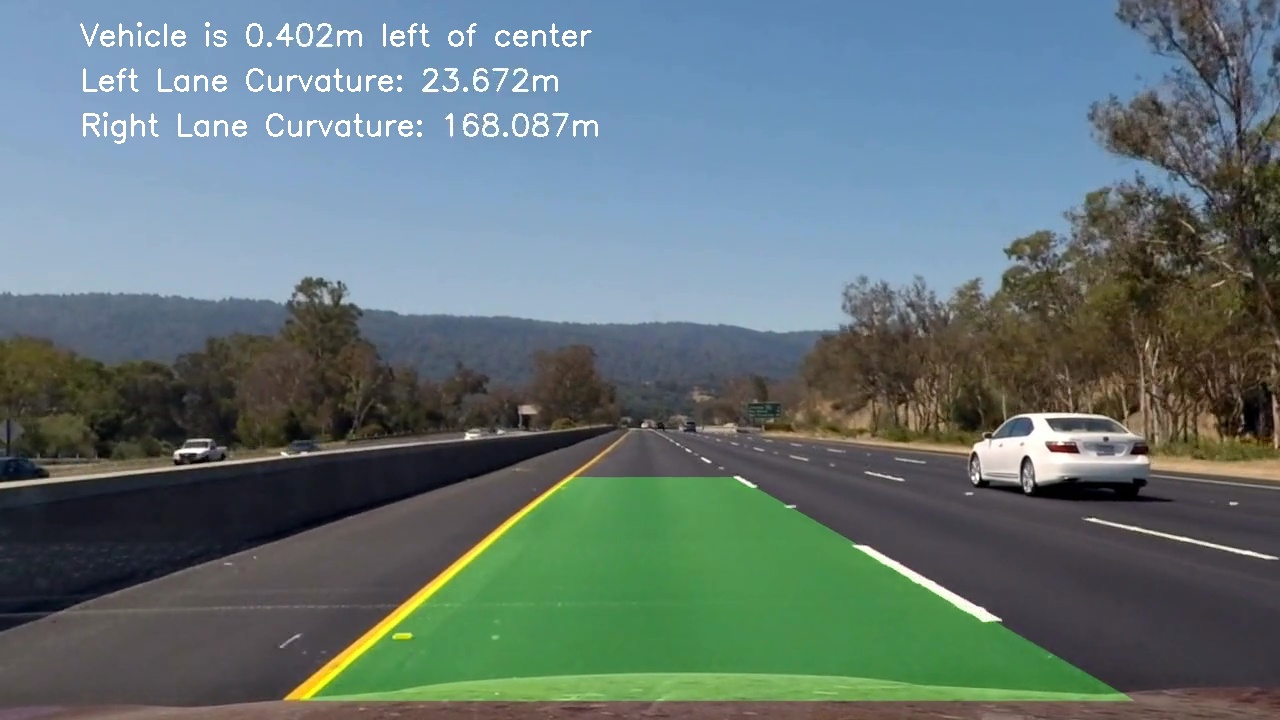 Vehicle is 0.402m left of center
Left Lane Curvature: 23.672m
Right Lane Curvature: 168.087m